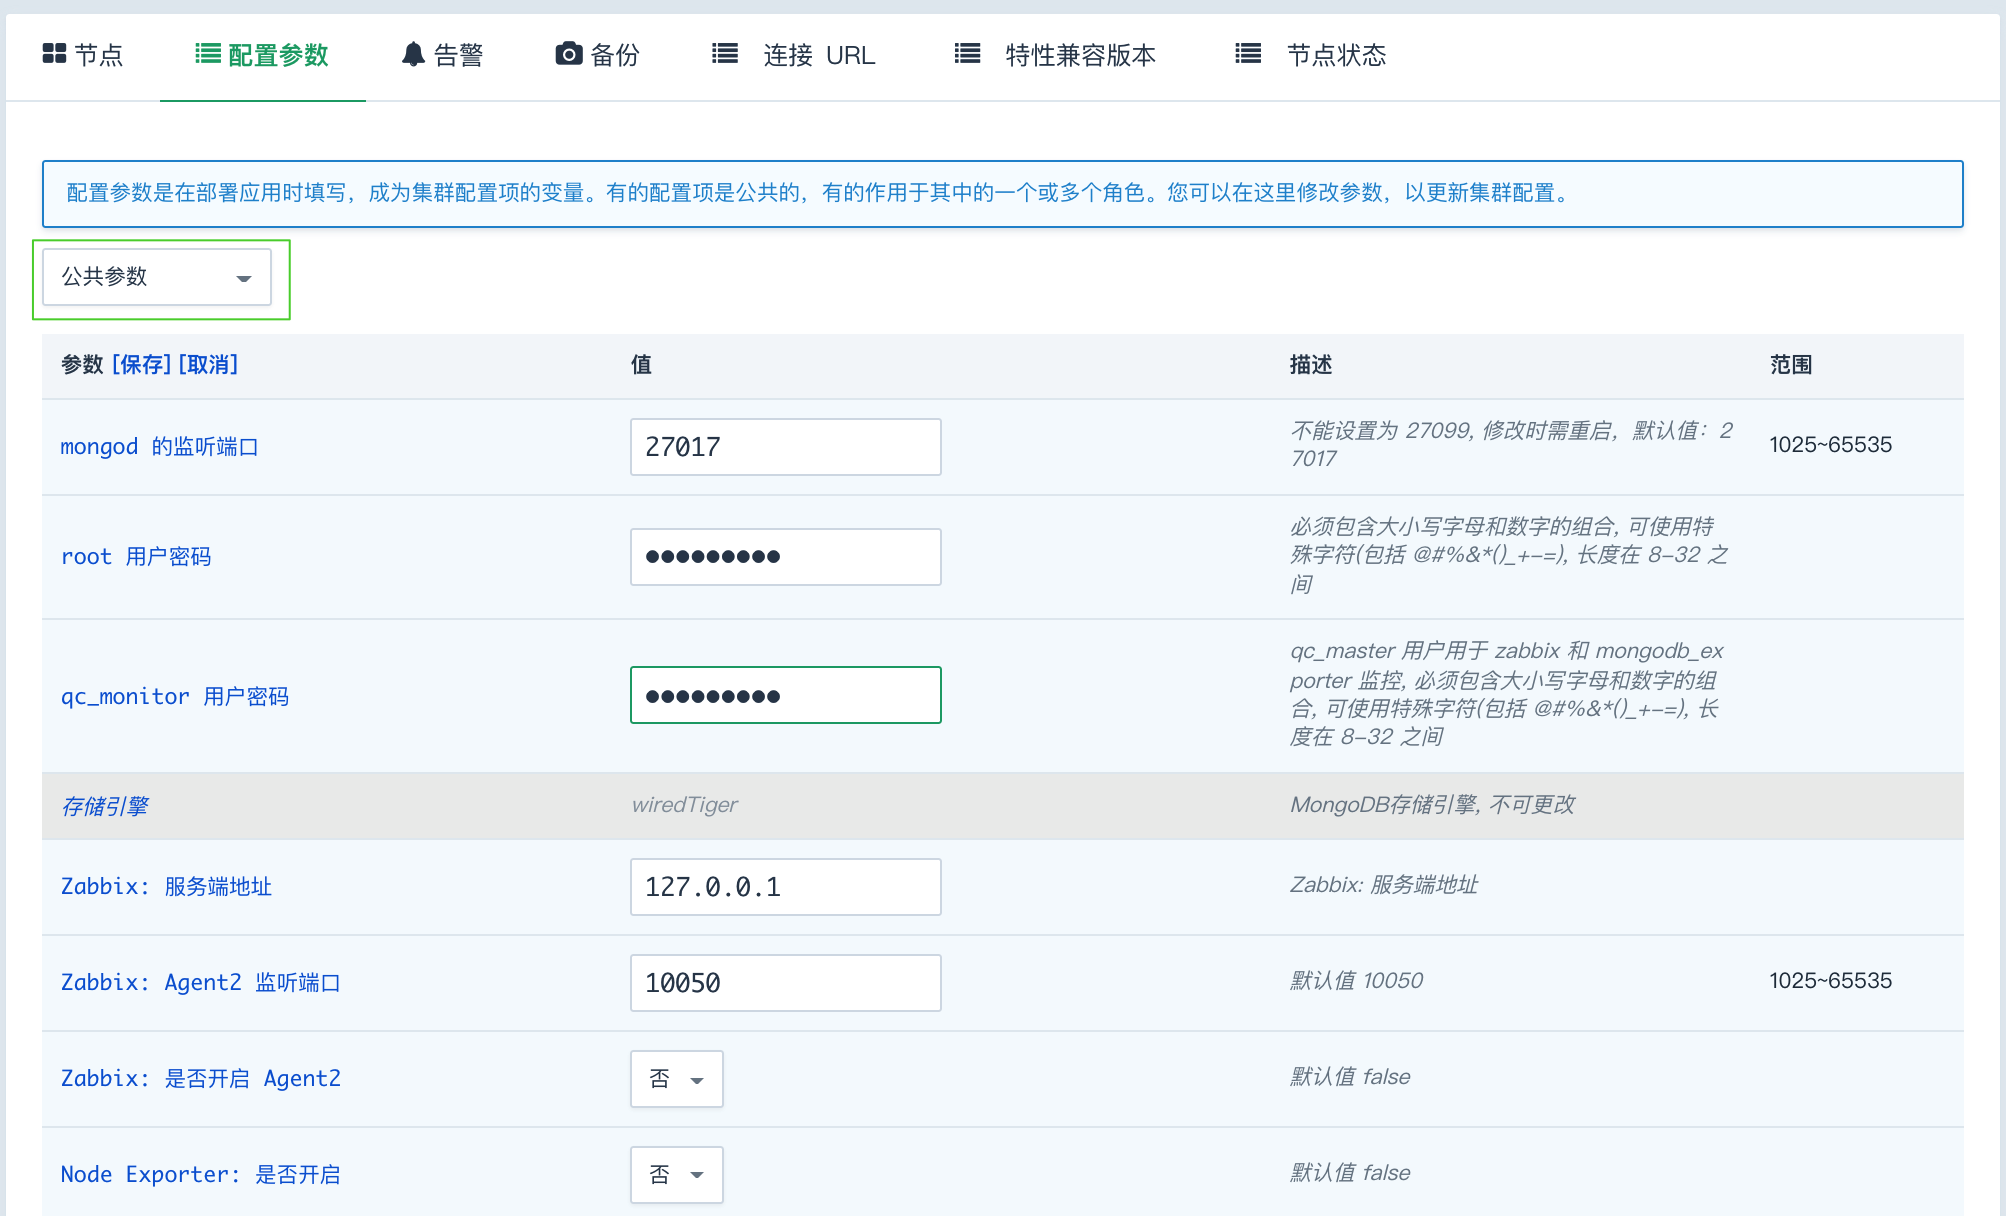 节点 配置参数 告警 备份 连接 URL 特性兼容版本 节点状态
配置参数是在部署应用时填写，成为集群配置项的变量。有的配置项是公共的，有的作用于其中的一个或多个角色。您可以在这里修改参数，以更新集群配置。
公共参数
参数 [保存] [取消] 值 描述 范围
mongod 的监听端口 27017 不能设置为 27099, 修改时需重启，默认值：2
7017 1025~65535
root 用户密码 ●●●●●●●●● 必须包含大小写字母和数字的组合, 可使用特
殊字符(包括 @#%&*()_+-=), 长度在 8-32 之
间
qc_monitor 用户密码 ●●●●●●●●● qc_master 用户用于 zabbix 和 mongodb_ex
porter 监控, 必须包含大小写字母和数字的组
合, 可使用特殊字符(包括 @#%&*()_+-=), 长
度在 8-32 之间
存储引擎 wiredTiger MongoDB存储引擎, 不可更改
Zabbix: 服务端地址 127.0.0.1 Zabbix: 服务端地址
Zabbix: Agent2 监听端口 10050 默认值 10050 1025~65535
Zabbix: 是否开启 Agent2 否 默认值 false
Node Exporter: 是否开启 否 默认值 false